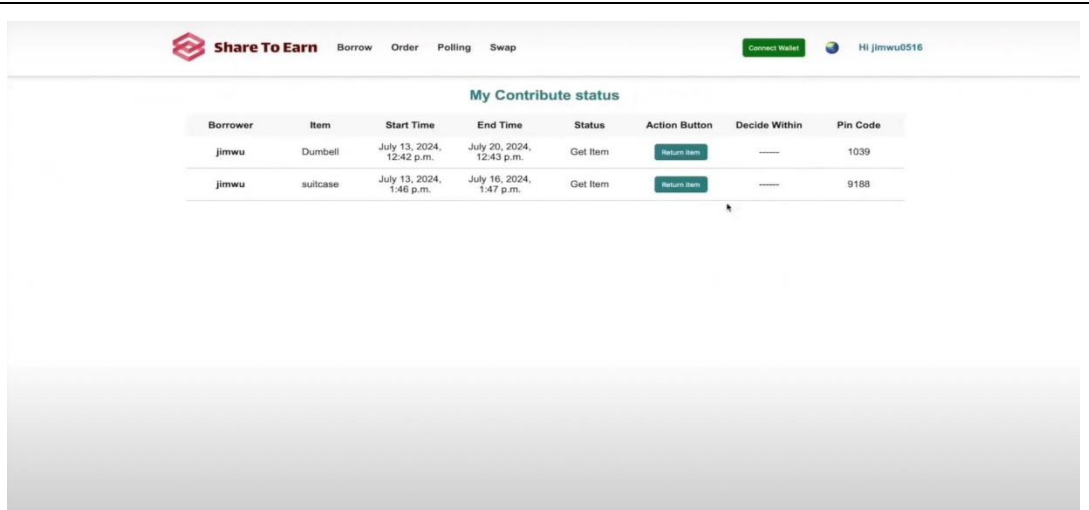 Share To Earn Borrow Order Polling Swap Connect Wallet Hi jimwu0516
My Contribute status
Borrower Item Start Time End Time Status Action Button Decide Within Pin Code
jimwu Dumbell July 13, 2024, 12:42 p.m. July 20, 2024, 12:43 p.m. Get Item Return item ------ 1039
jimwu suitcase July 13, 2024, 1:46 p.m. July 16, 2024, 1:47 p.m. Get Item Return item ------ 9188